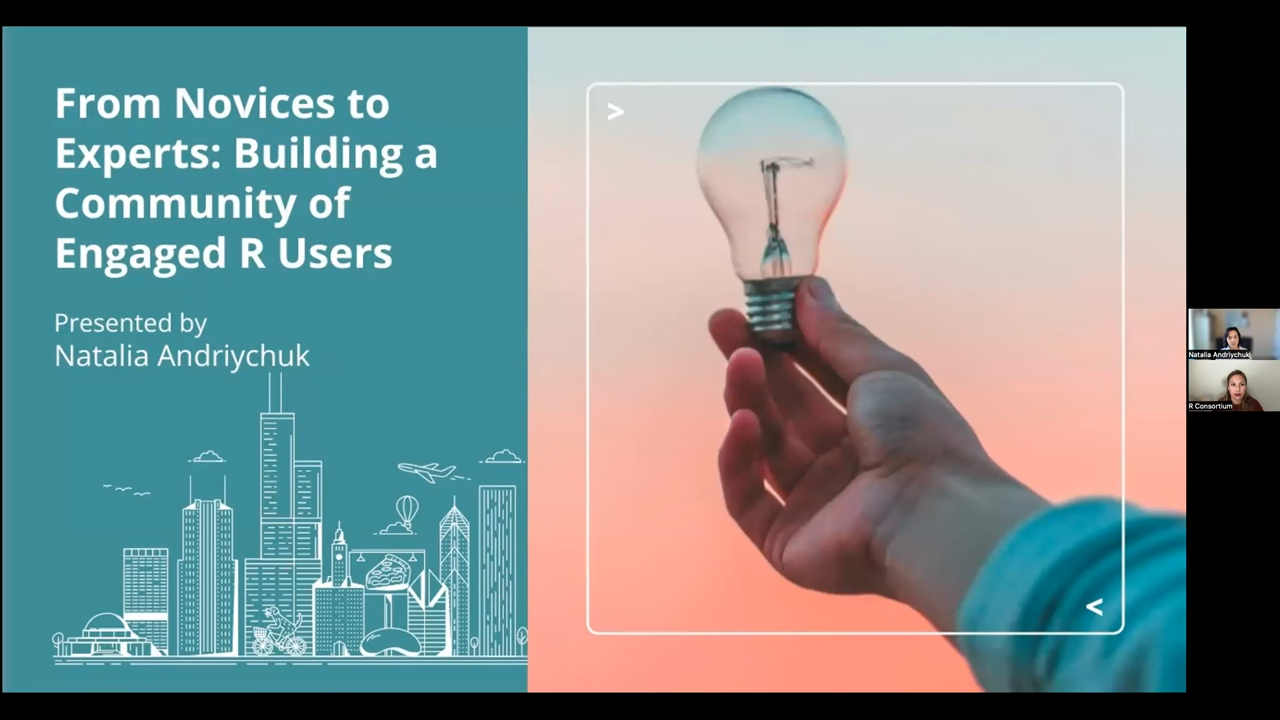 From Novices to
Experts: Building a
Community of
Engaged R Users
Presented by
Natalia Andriychuk
>
<
Natalia Andriychuk
R Consortium